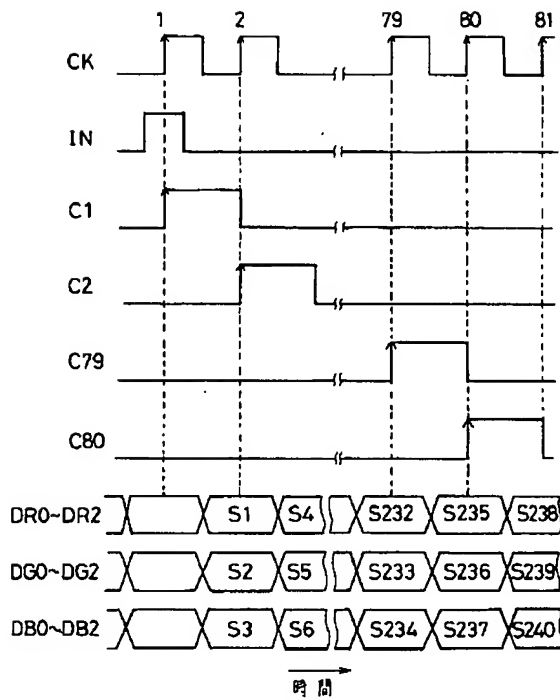 1 2 79 80 81
CK
IN
C1
C2
C79
C80
DR0~DR2 S1 S4 S232 S235 S238
DG0~DG2 S2 S5 S233 S236 S239
DB0~DB2 S3 S6 S234 S237 S240
時間